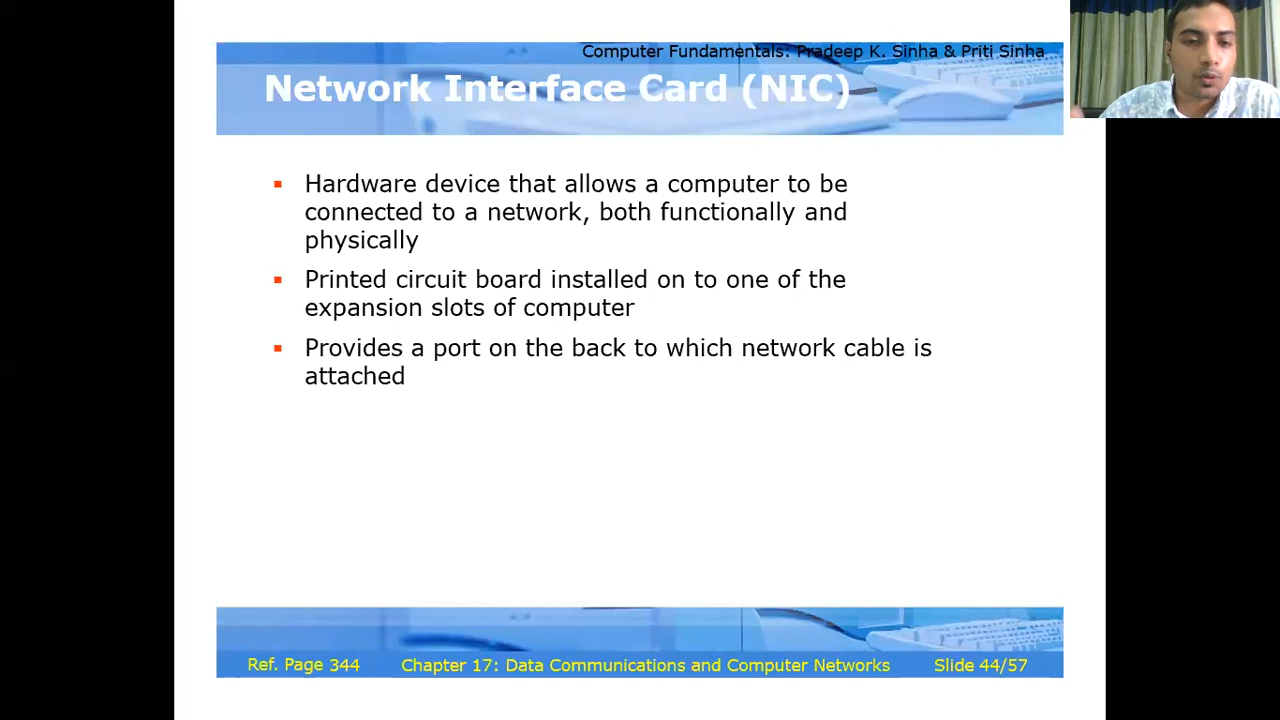 Computer Fundamentals: Pradeep K. Sinha & Priti Sinha
Network Interface Card (NIC)
▪ Hardware device that allows a computer to be
connected to a network, both functionally and
physically
▪ Printed circuit board installed on to one of the
expansion slots of computer
▪ Provides a port on the back to which network cable is
attached
Ref. Page 344 Chapter 17: Data Communications and Computer Networks Slide 44/57